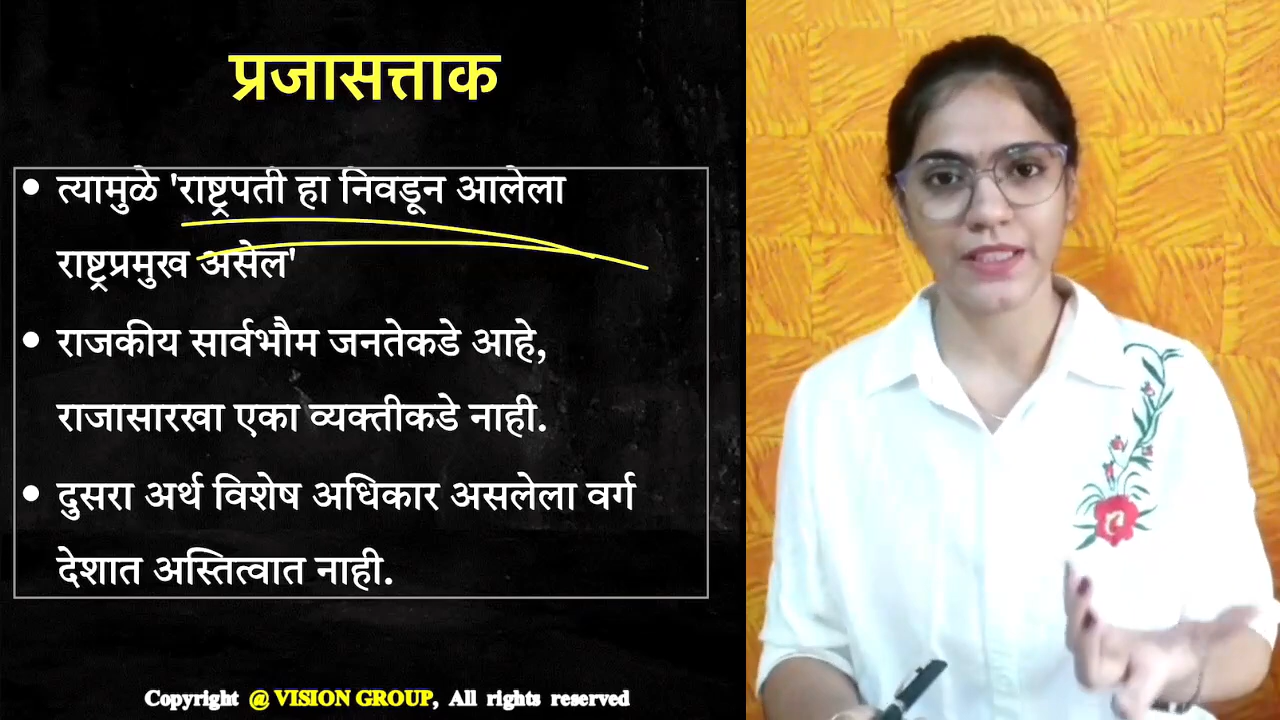 प्रजासत्ताक
• त्यामुळे 'राष्ट्रपती हा निवडून आलेला
राष्ट्रप्रमुख असेल'
• राजकीय सार्वभौम जनतेकडे आहे,
राजासारखा एका व्यक्तीकडे नाही.
• दुसरा अर्थ विशेष अधिकार असलेला वर्ग
देशात अस्तित्वात नाही.
Copyright @ VISION GROUP, All rights reserved